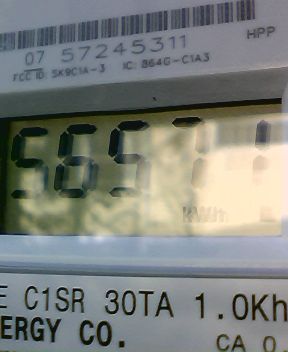 07 57245311
HPP
FCC ID: SK9C1A-3 IC: 864G-C1A3
56571
kWh
E C1SR 30TA 1.0Kh
ERGY CO.
CA 0.